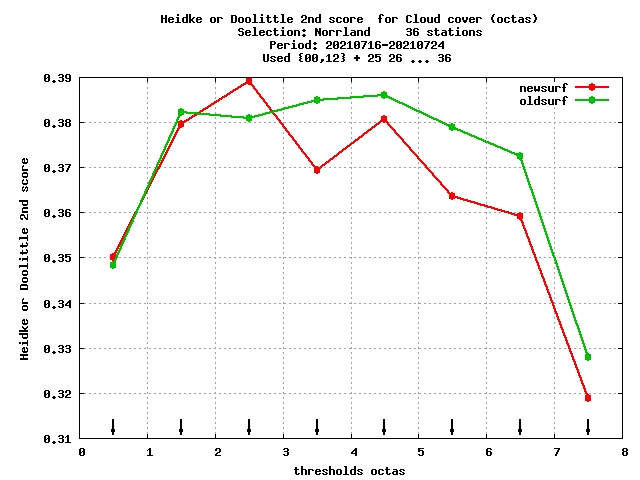 Heidke or Doolittle 2nd score  for Cloud cover (octas)
Selection: Norrland     36 stations
Period: 20210716-20210724
Used {00,12} + 25 26 ... 36
newsurf
oldsurf
Heidke or Doolittle 2nd score
0.39
0.38
0.37
0.36
0.35
0.34
0.33
0.32
0.31
0 1 2 3 4 5 6 7 8
thresholds octas